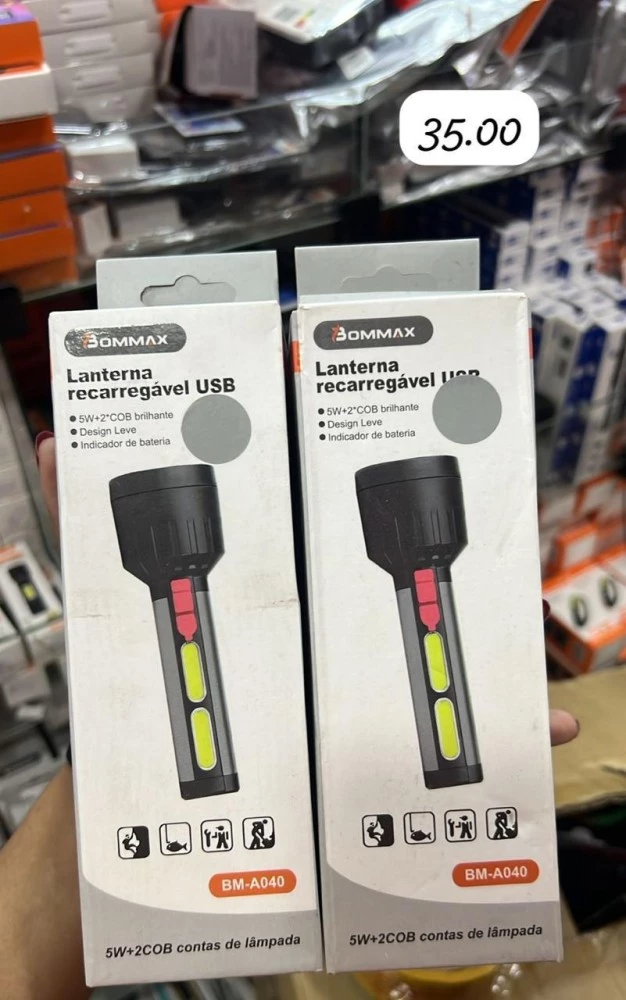 35.00
BOMMAX
Lanterna
recarregável USB
5W+2*COB brilhante
Design Leve
Indicador de bateria
BM-A040
5W+2COB contas de lâmpada
BOMMAX
Lanterna
recarregável USB
5W+2*COB brilhante
Design Leve
Indicador de bateria
BM-A040
5W+2COB contas de lâmpada